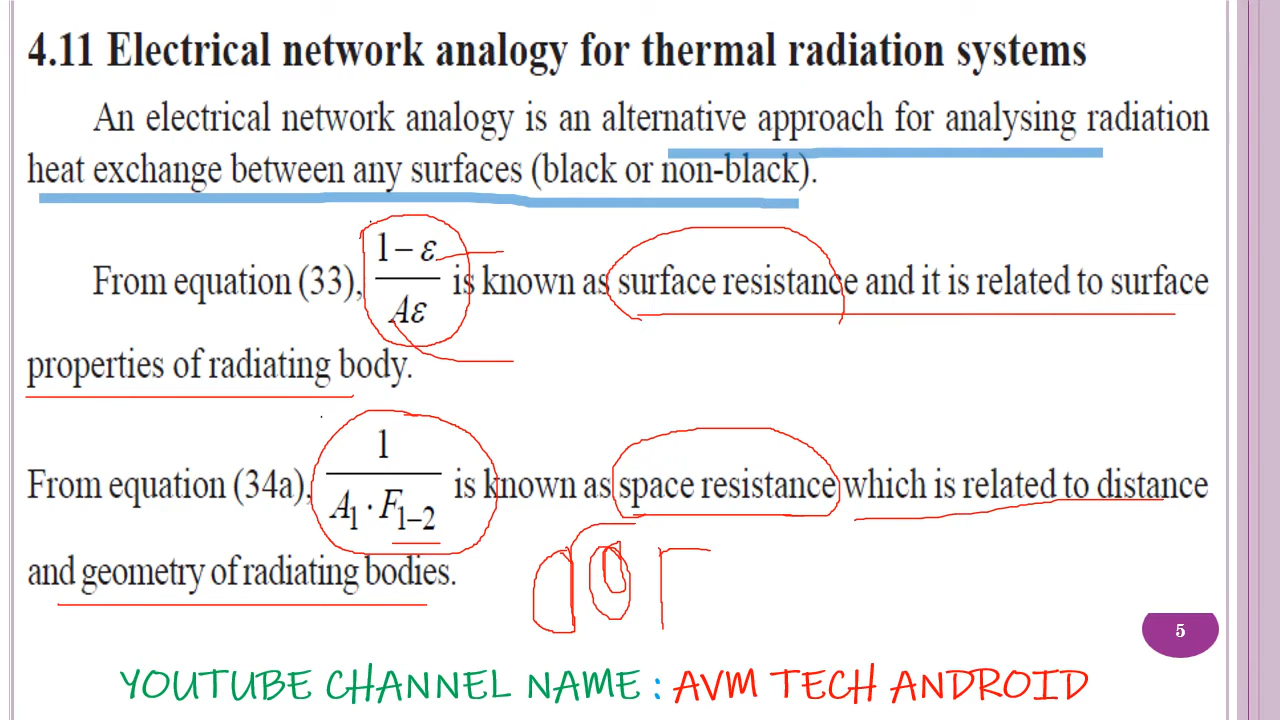 4.11 Electrical network analogy for thermal radiation systems
An electrical network analogy is an alternative approach for analysing radiation
heat exchange between any surfaces (black or non-black).
From equation (33), (1 − ε)/(Aε) is known as surface resistance and it is related to surface
properties of radiating body.
From equation (34a), 1/(A₁ · F₁₋₂) is known as space resistance which is related to distance
and geometry of radiating bodies.
5
YOUTUBE CHANNEL NAME : AVM TECH ANDROID